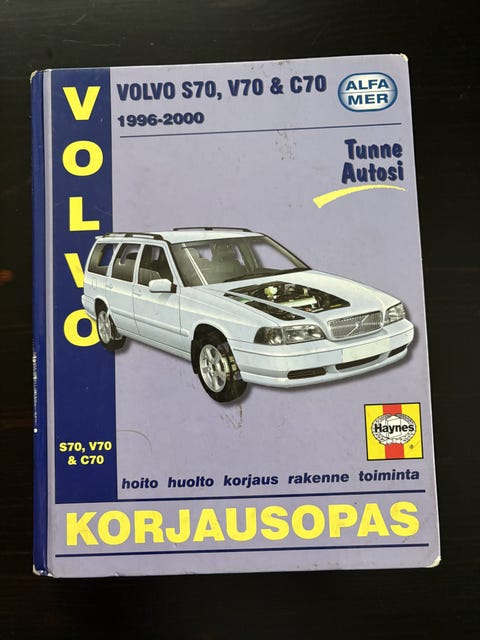 VOLVO
VOLVO S70, V70 & C70
1996-2000
ALFA
MER
Tunne
Autosi
S70, V70
& C70
Haynes
®
hoito huolto korjaus rakenne toiminta
KORJAUSOPAS